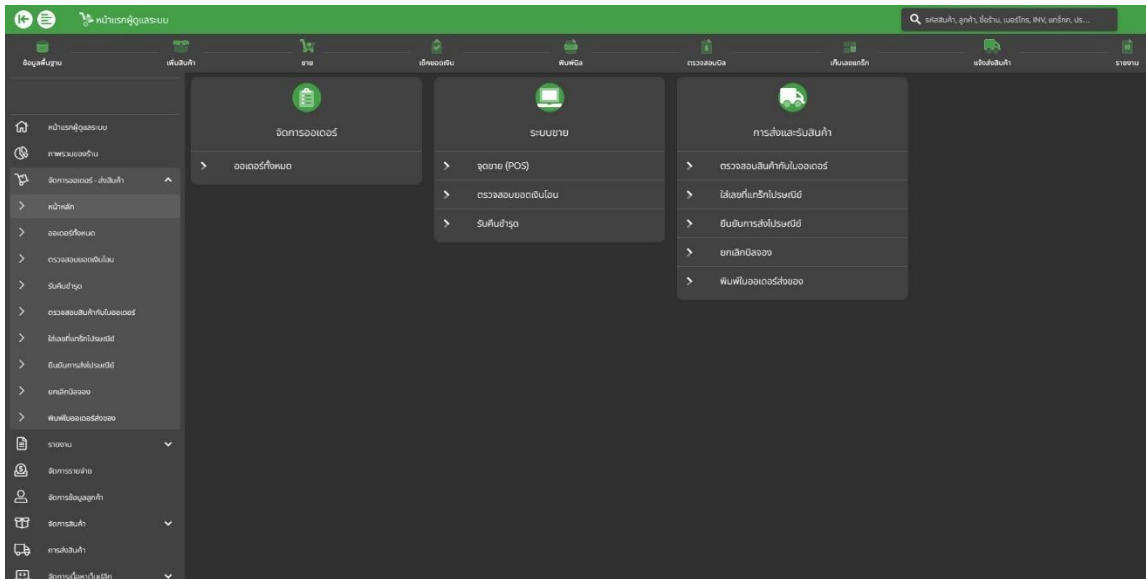 หน้าแรกผู้ดูแลระบบ
รหัสสินค้า, ลูกค้า, ชื่อร้าน, เบอร์โทร, INV, แทร็กก, ปร...
ข้อมูลพื้นฐาน
เพิ่มสินค้า
ขาย
เช็คยอดเงิน
พิมพ์บิล
ตรวจสอบบิล
เก็บเลขแทร็ก
แจ้งส่งสินค้า
รายงาน
หน้าแรกผู้ดูแลระบบ
ภาพรวมของร้าน
จัดการออเดอร์ - ส่งสินค้า
หน้าหลัก
ออเดอร์ทั้งหมด
ตรวจสอบยอดเงินโอน
รับคืนชำรุด
ตรวจสอบสินค้ากับใบออเดอร์
ใส่เลขที่แทร็กไปรษณีย์
ยืนยันการส่งไปรษณีย์
ยกเลิกบิลจอง
พิมพ์ใบออเดอร์ส่งของ
รายงาน
จัดการรายจ่าย
จัดการข้อมูลลูกค้า
จัดการสินค้า
การส่งสินค้า
จัดการเนื้อหาเว็บปลีก
จัดการออเดอร์
ออเดอร์ทั้งหมด
ระบบขาย
จุดขาย (POS)
ตรวจสอบยอดเงินโอน
รับคืนชำรุด
การส่งและรับสินค้า
ตรวจสอบสินค้ากับใบออเดอร์
ใส่เลขที่แทร็กไปรษณีย์
ยืนยันการส่งไปรษณีย์
ยกเลิกบิลจอง
พิมพ์ใบออเดอร์ส่งของ